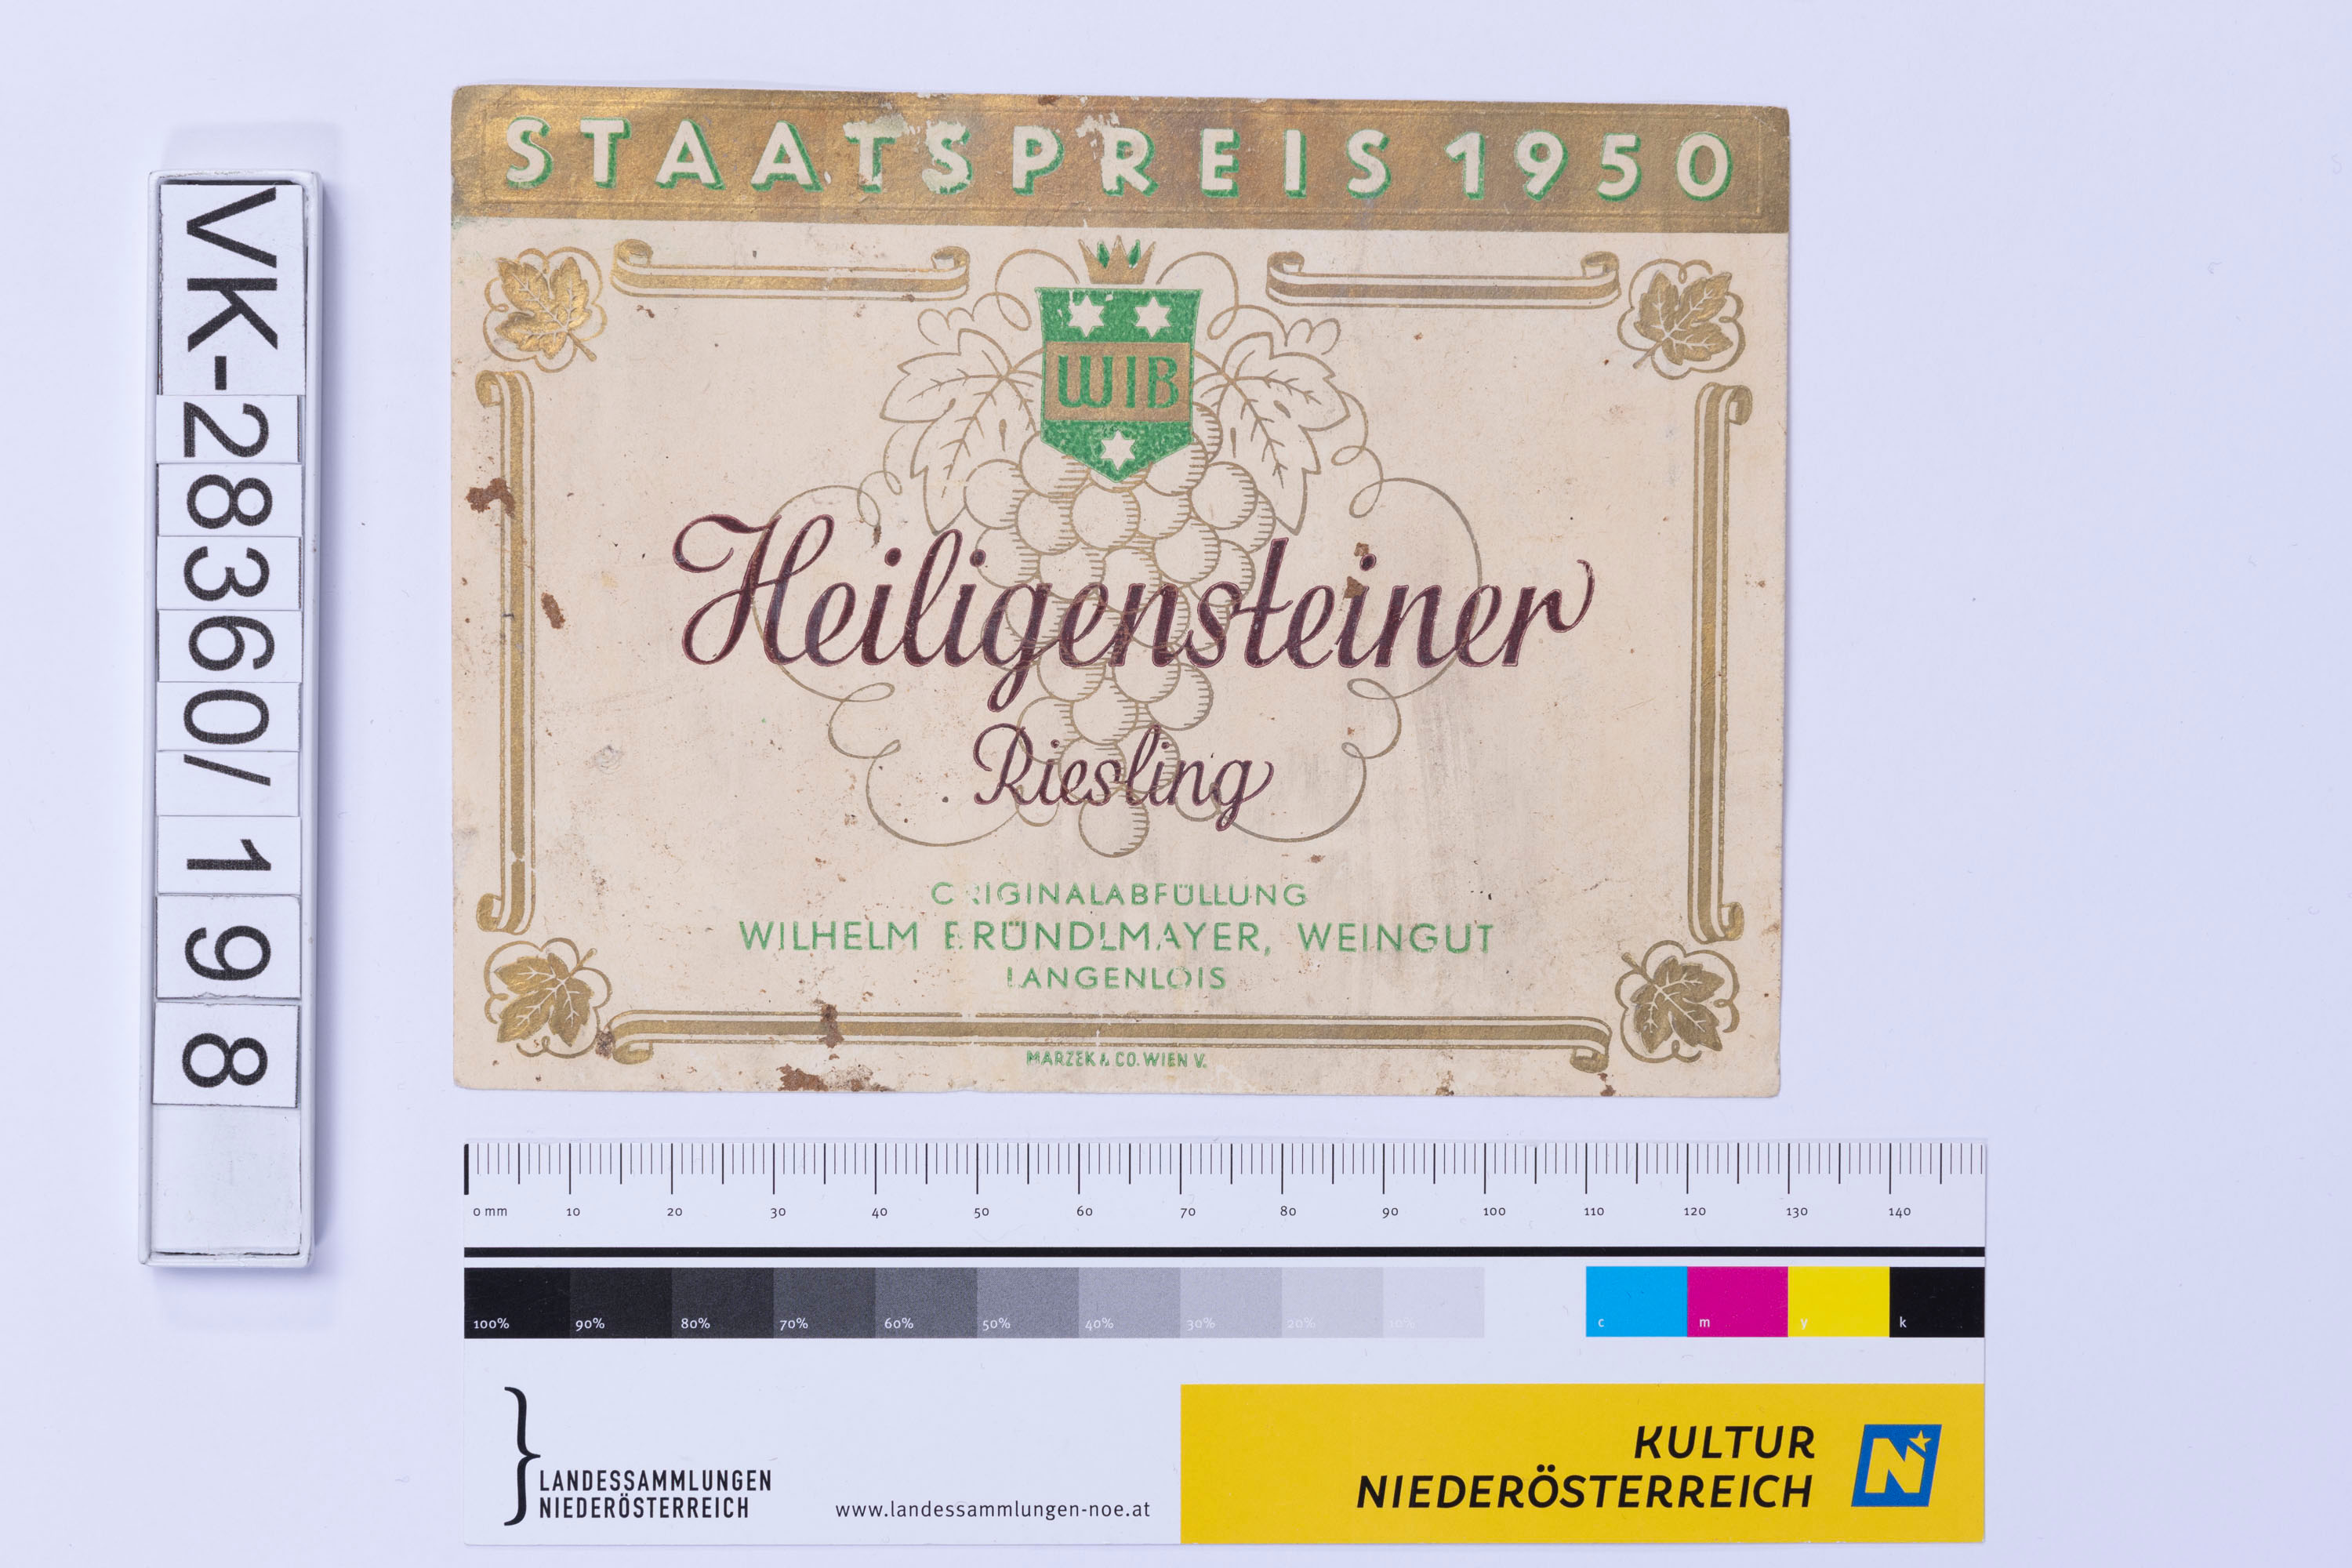 VK-28360/198
STAATSPREIS 1950
WIB
Heiligensteiner
Riesling
ORIGINALABFÜLLUNG
WILHELM BRÜNDLMAYER, WEINGUT
LANGENLOIS
MARZEK & CO. WIEN V.
0 mm 10 20 30 40 50 60 70 80 90 100 110 120 130 140
100% 90% 80% 70% 60% 50% 40% 30% 20% 10% c m y k
LANDESSAMMLUNGEN
NIEDERÖSTERREICH
www.landessammlungen-noe.at
KULTUR
NIEDERÖSTERREICH
N